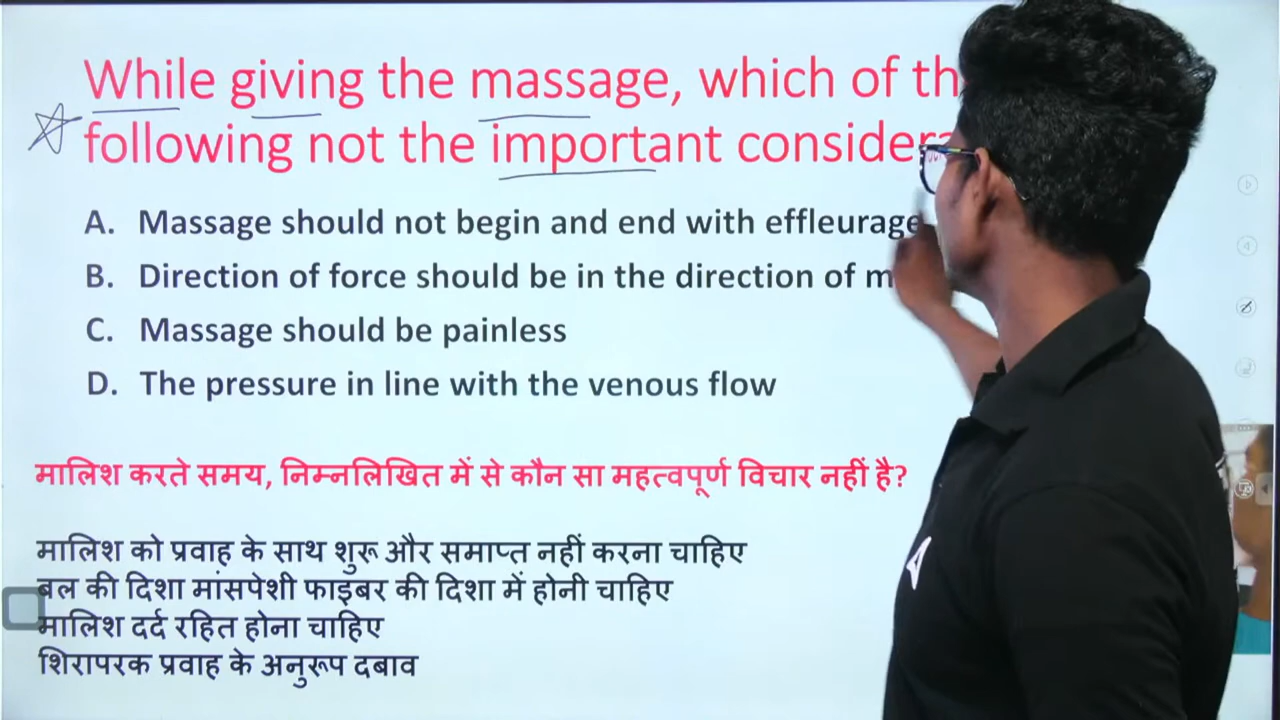 While giving the massage, which of
following not the important
A. Massage should not begin and end with effleurage
B. Direction of force should be in the direction of
C. Massage should be painless
D. The pressure in line with the venous flow
मालिश करते समय, निम्नलिखित में से कौन सा महत्वपूर्ण विचार नहीं है?
मालिश को प्रवाह के साथ शुरू और समाप्त नहीं करना चाहिए
बल की दिशा मांसपेशी फाइबर की दिशा में होनी चाहिए
मालिश दर्द रहित होना चाहिए
शिरापरक प्रवाह के अनुरूप दबाव